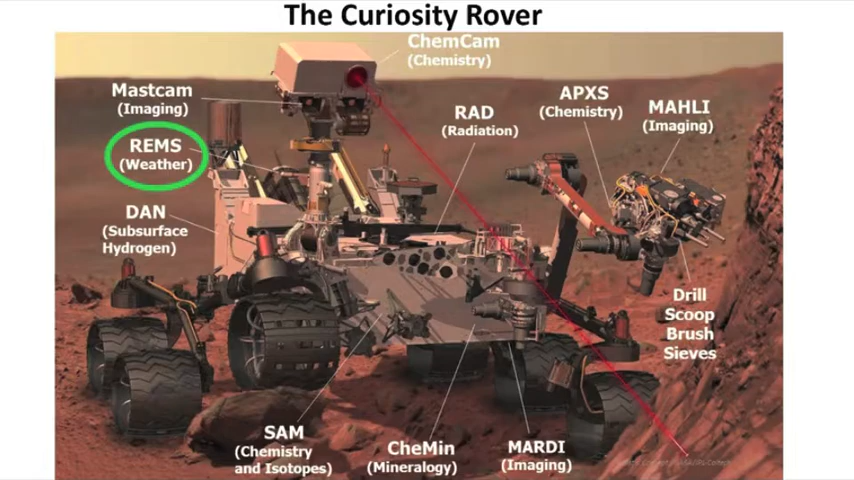 The Curiosity Rover
ChemCam
(Chemistry)
Mastcam
(Imaging)
APXS
(Chemistry)
MAHLI
(Imaging)
RAD
(Radiation)
REMS
(Weather)
DAN
(Subsurface
Hydrogen)
Drill
Scoop
Brush
Sieves
SAM
(Chemistry
and Isotopes)
CheMin
(Mineralogy)
MARDI
(Imaging)